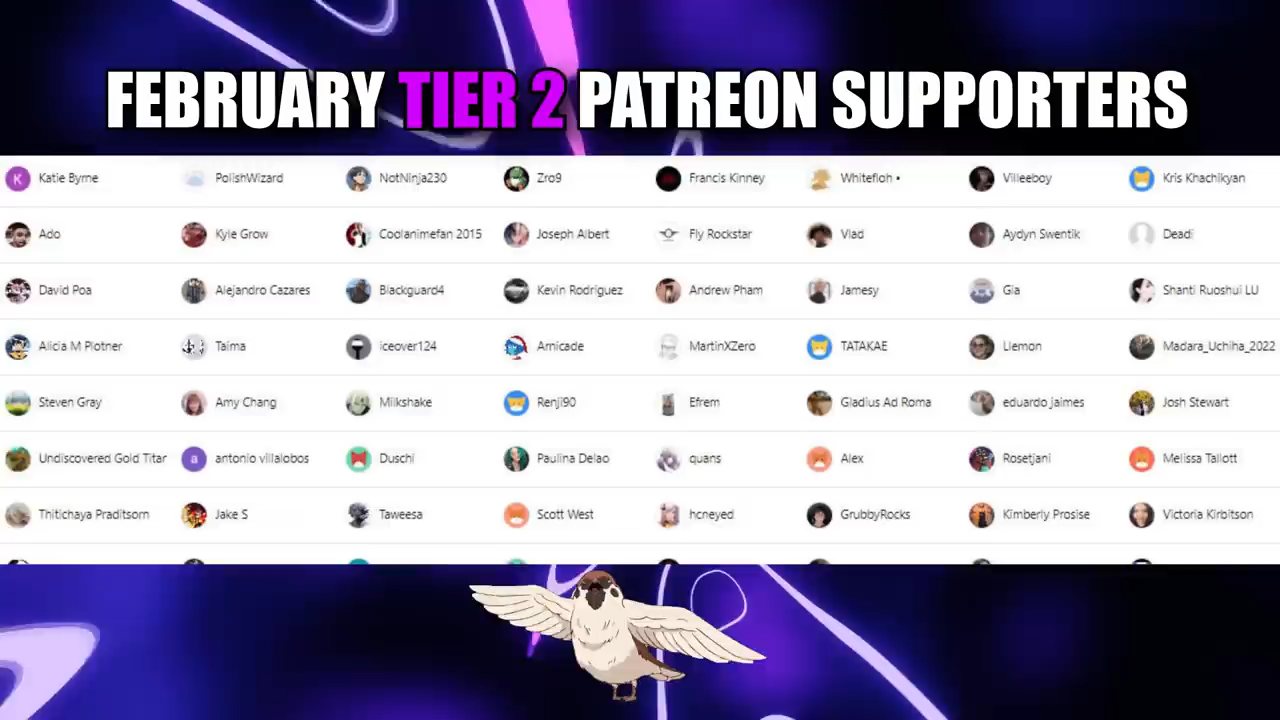 FEBRUARY TIER 2 PATREON SUPPORTERS
K Katie Byrne PolishWizard NotNinja230 Zro9 Francis Kinney Whitefioh • Villeeboy Kris Khachikyan
Ado Kyle Grow Coolanimefan 2015 Joseph Albert Fly Rockstar Vlad Aydyn Swentik Deadi
David Poa Alejandro Cazares Blackguard4 Kevin Rodriguez Andrew Pham Jamesy Gia Shanti Ruoshui LU
Alicia M Plotner Taima iceover124 Arnicade MartinXZero TATAKAE Liemon Madara_Uchiha_2022
Steven Gray Amy Chang Milkshake Renji90 Efrem Gladius Ad Roma eduardo jaimes Josh Stewart
Undiscovered Gold Titan a antonio villalobos Duschi Paulina Delao quans Alex Rosetjani Melissa Tallott
Thitichaya Praditsorn Jake S Taweesa Scott West hcneyed GrubbyRocks Kimberly Prosise Victoria Kirbitson